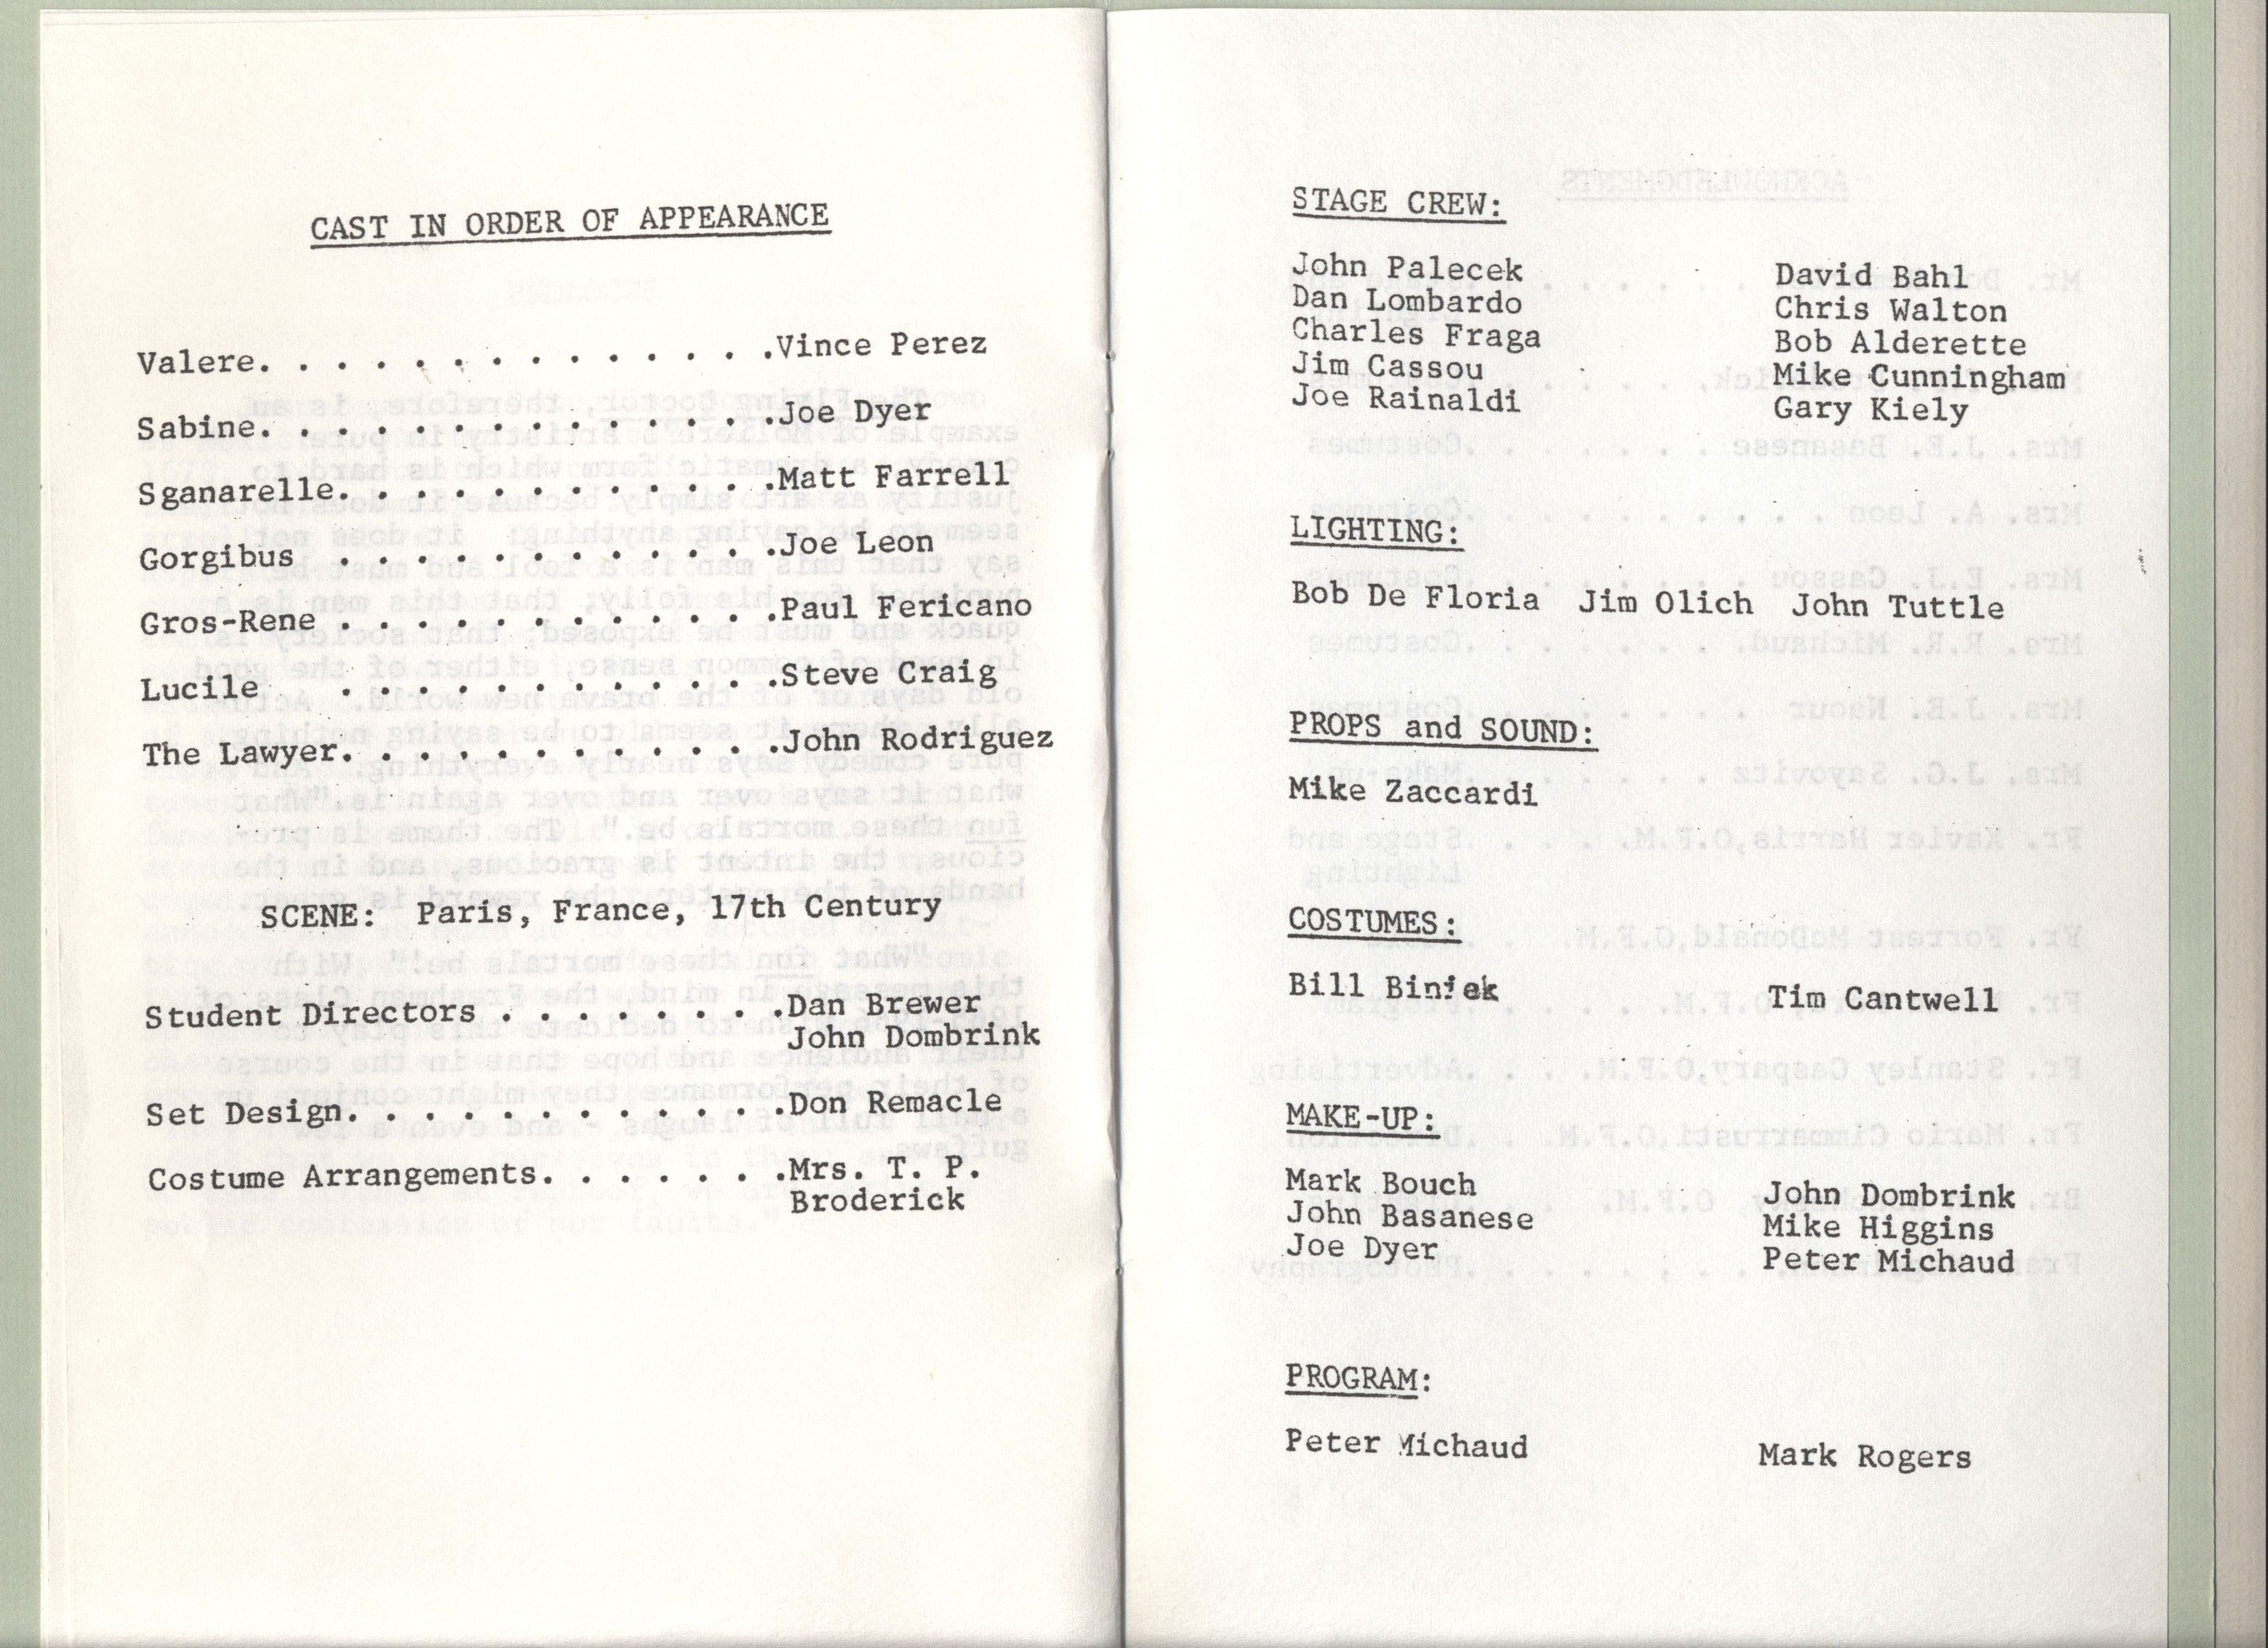 CAST IN ORDER OF APPEARANCE
Valere. . . . . . . . . . . . . .Vince Perez
Sabine. . . . . . . . . . . . . .Joe Dyer
Sganarelle. . . . . . . . . . . .Matt Farrell
Gorgibus . . . . . . . . . . . .Joe Leon
Gros-Rene . . . . . . . . . . . .Paul Fericano
Lucile . . . . . . . . . . . .Steve Craig
The Lawyer. . . . . . . . . . . .John Rodriguez
SCENE: Paris, France, 17th Century
Student Directors . . . . . . . .Dan Brewer
John Dombrink
Set Design. . . . . . . . . . . .Don Remacle
Costume Arrangements. . . . . . .Mrs. T. P.
Broderick
STAGE CREW:
John Palecek David Bahl
Dan Lombardo Chris Walton
Charles Fraga Bob Alderette
Jim Cassou Mike Cunningham
Joe Rainaldi Gary Kiely
LIGHTING:
Bob De Floria Jim Olich John Tuttle
PROPS and SOUND:
Mike Zaccardi
COSTUMES:
Bill Biniek Tim Cantwell
MAKE-UP:
Mark Bouch John Dombrink
John Basanese Mike Higgins
Joe Dyer Peter Michaud
PROGRAM:
Peter Michaud Mark Rogers